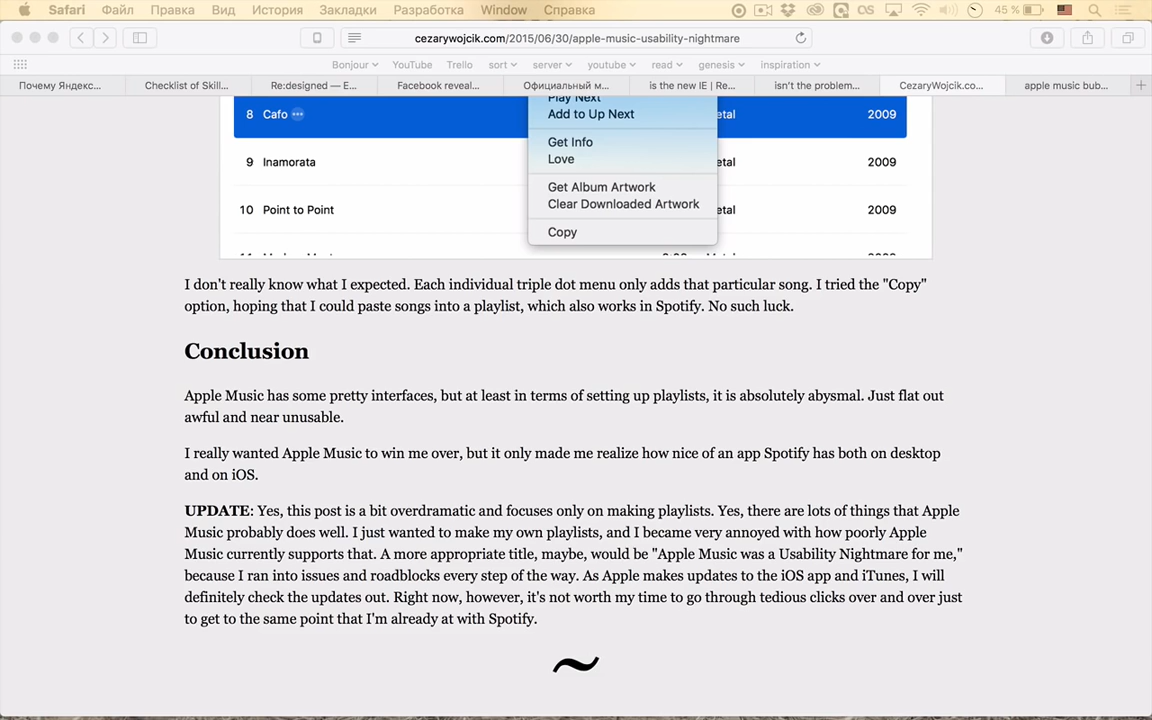 Safari Файл Правка Вид История Закладки Разработка Window Справка 45 %
cezarywojcik.com/2015/06/30/apple-music-usability-nightmare
Bonjour YouTube Trello sort server youtube read genesis inspiration
Почему Яндекс... Checklist of Skill... Re:designed — E... Facebook reveal... Официальный м... is the new IE | Re... isn't the problem... CezaryWojcik.co... apple music bub...
Play Next
8 Cafo ••• Add to Up Next etal 2009
Get Info
Love
9 Inamorata etal 2009
Get Album Artwork
Clear Downloaded Artwork
10 Point to Point etal 2009
Copy
I don't really know what I expected. Each individual triple dot menu only adds that particular song. I tried the "Copy"
option, hoping that I could paste songs into a playlist, which also works in Spotify. No such luck.
Conclusion
Apple Music has some pretty interfaces, but at least in terms of setting up playlists, it is absolutely abysmal. Just flat out
awful and near unusable.
I really wanted Apple Music to win me over, but it only made me realize how nice of an app Spotify has both on desktop
and on iOS.
UPDATE: Yes, this post is a bit overdramatic and focuses only on making playlists. Yes, there are lots of things that Apple
Music probably does well. I just wanted to make my own playlists, and I became very annoyed with how poorly Apple
Music currently supports that. A more appropriate title, maybe, would be "Apple Music was a Usability Nightmare for me,"
because I ran into issues and roadblocks every step of the way. As Apple makes updates to the iOS app and iTunes, I will
definitely check the updates out. Right now, however, it's not worth my time to go through tedious clicks over and over just
to get to the same point that I'm already at with Spotify.
~